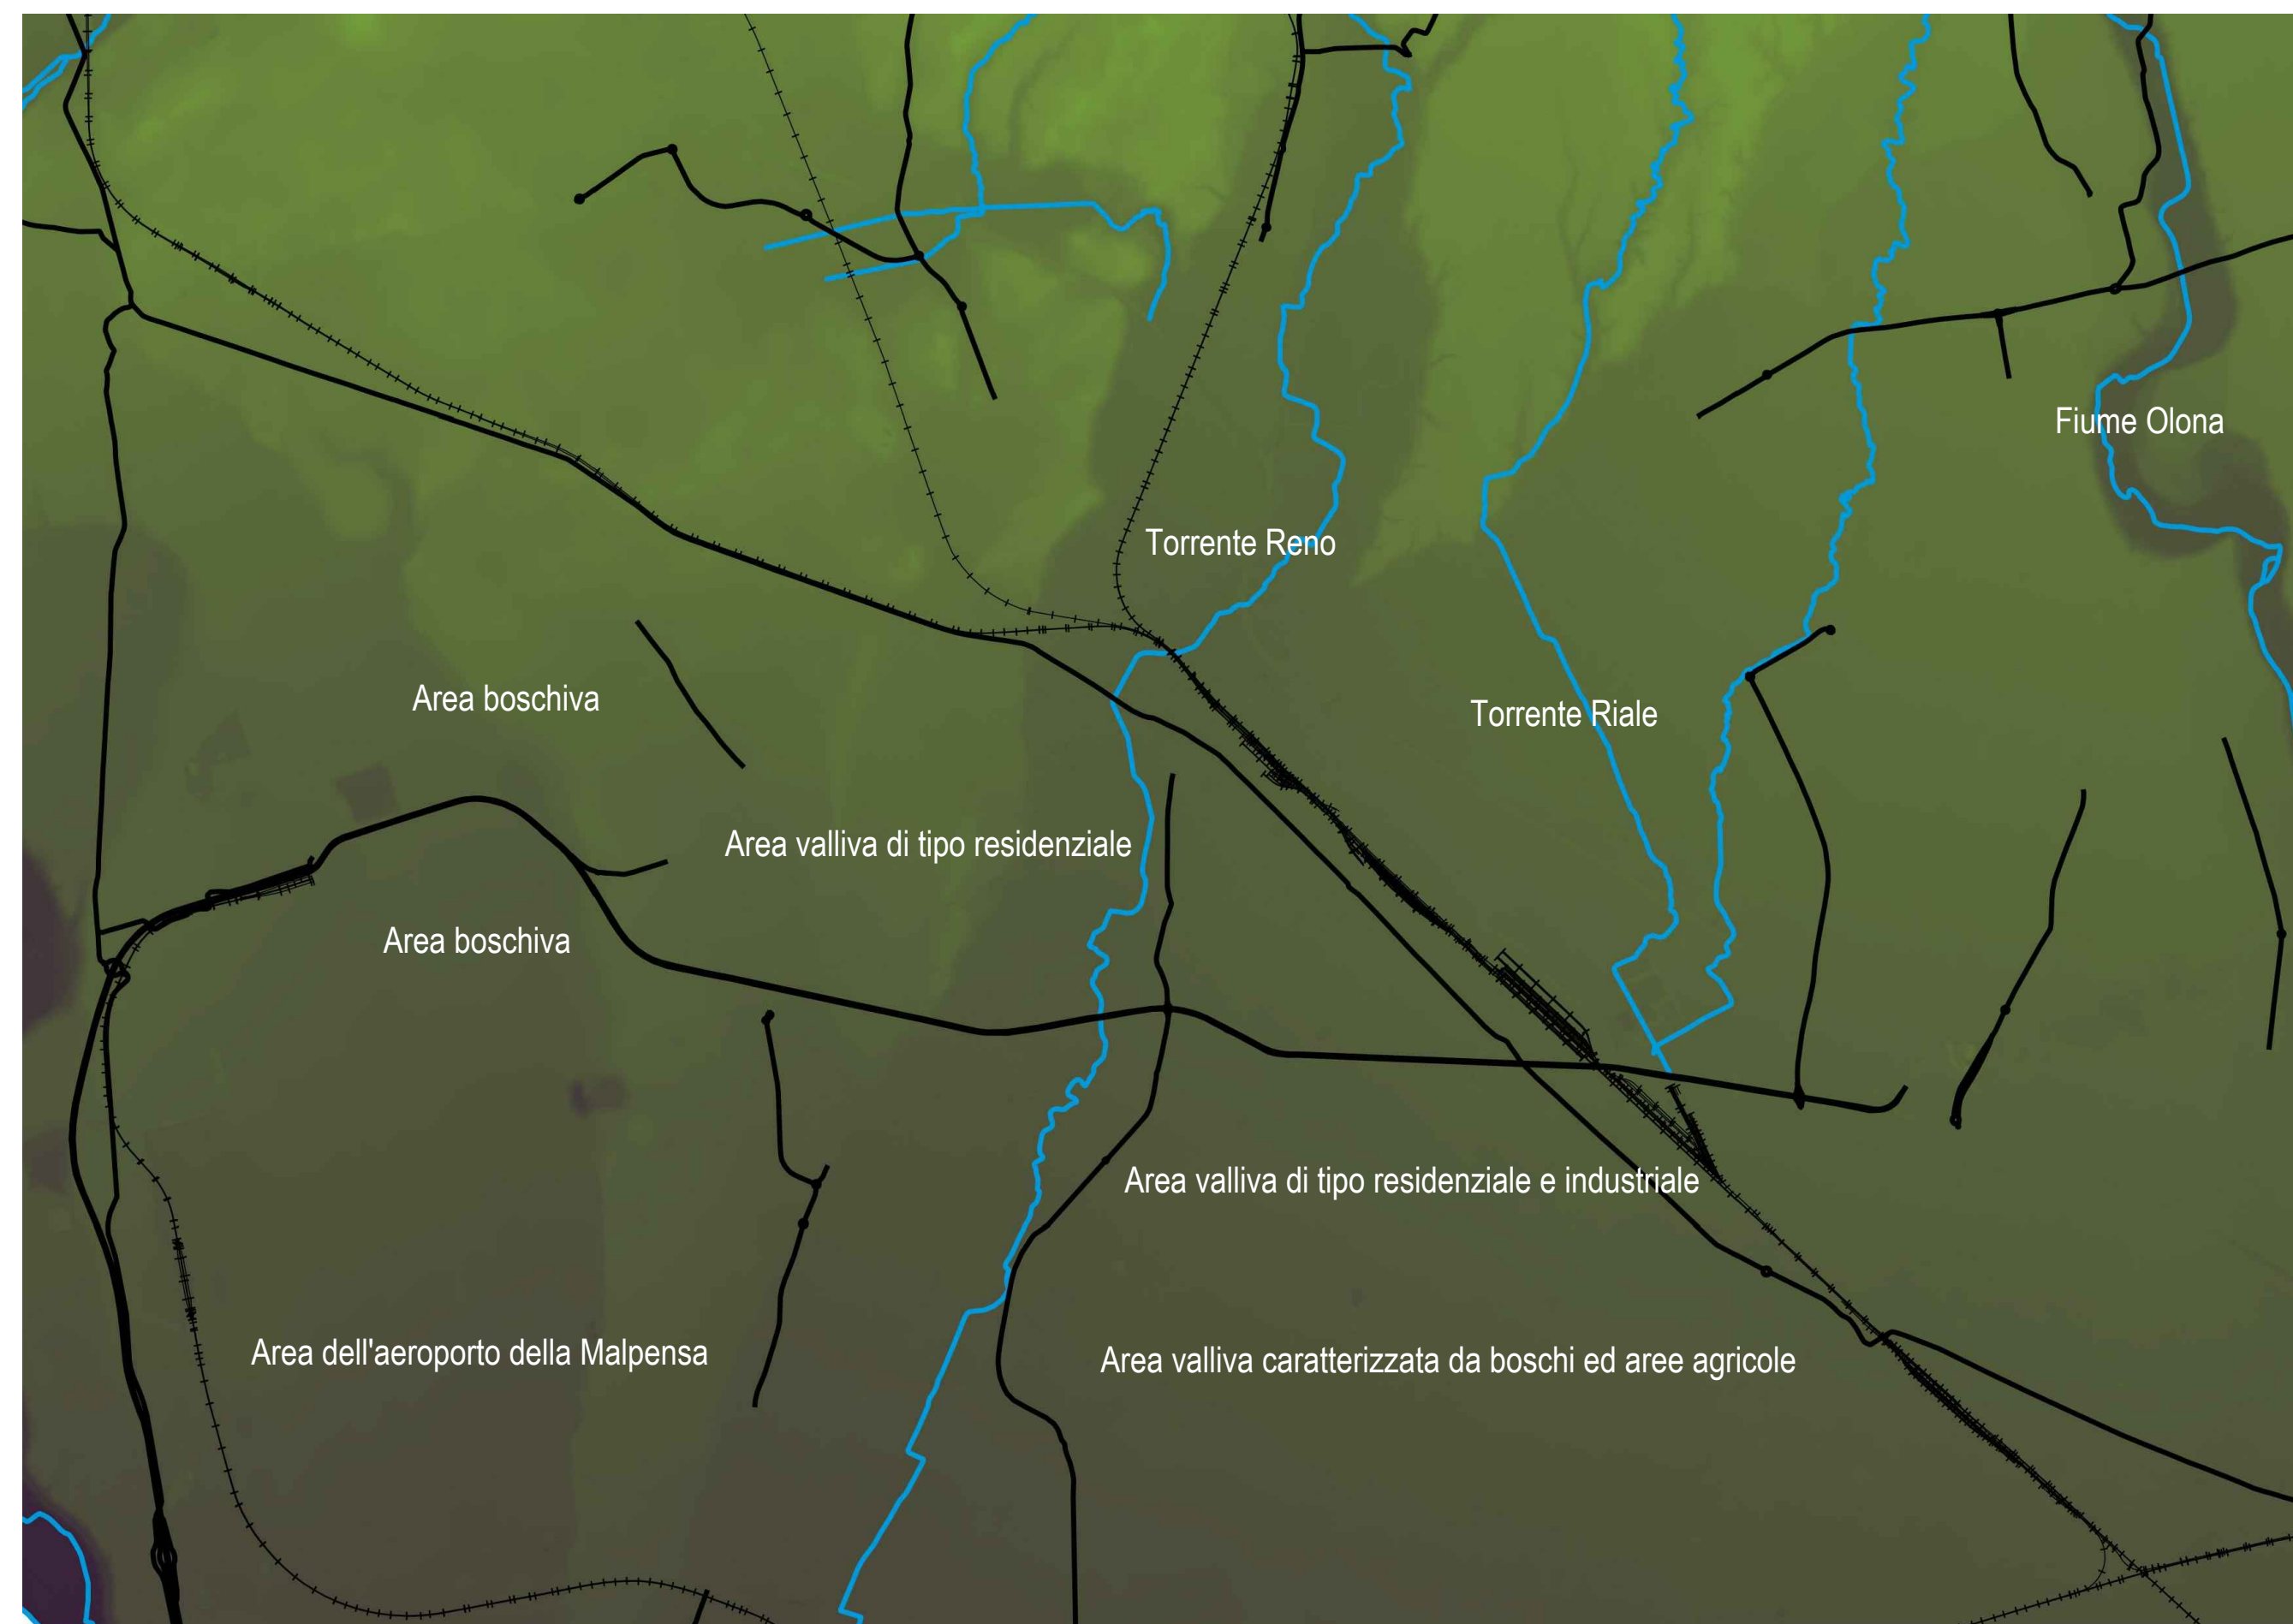 Fiume Olona
Torrente Reno
Area boschiva
Torrente Riale
Area valliva di tipo residenziale
Area boschiva
Area valliva di tipo residenziale e industriale
Area dell'aeroporto della Malpensa
Area valliva caratterizzata da boschi ed aree agricole